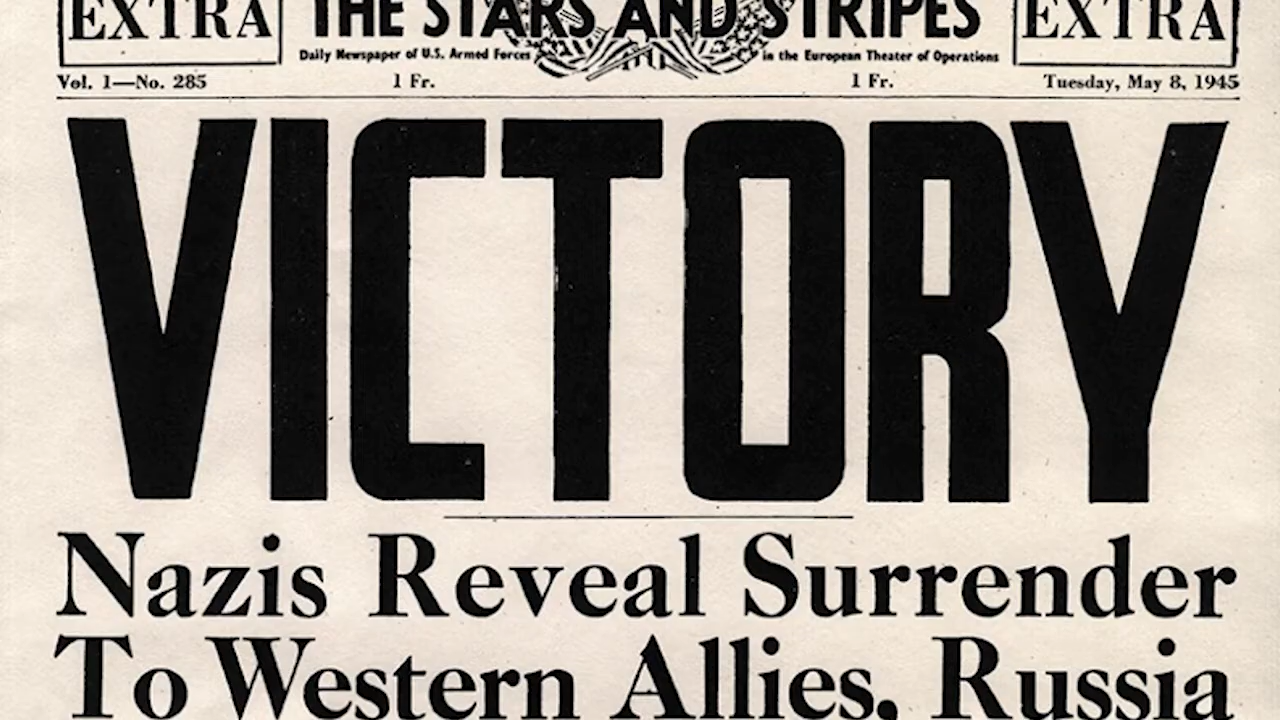 EXTRA THE STARS AND STRIPES EXTRA
Daily Newspaper of U.S. Armed Forces in the European Theater of Operations
Vol. 1—No. 285 1 Fr. 1 Fr. Tuesday, May 8, 1945
VICTORY
Nazis Reveal Surrender
To Western Allies, Russia